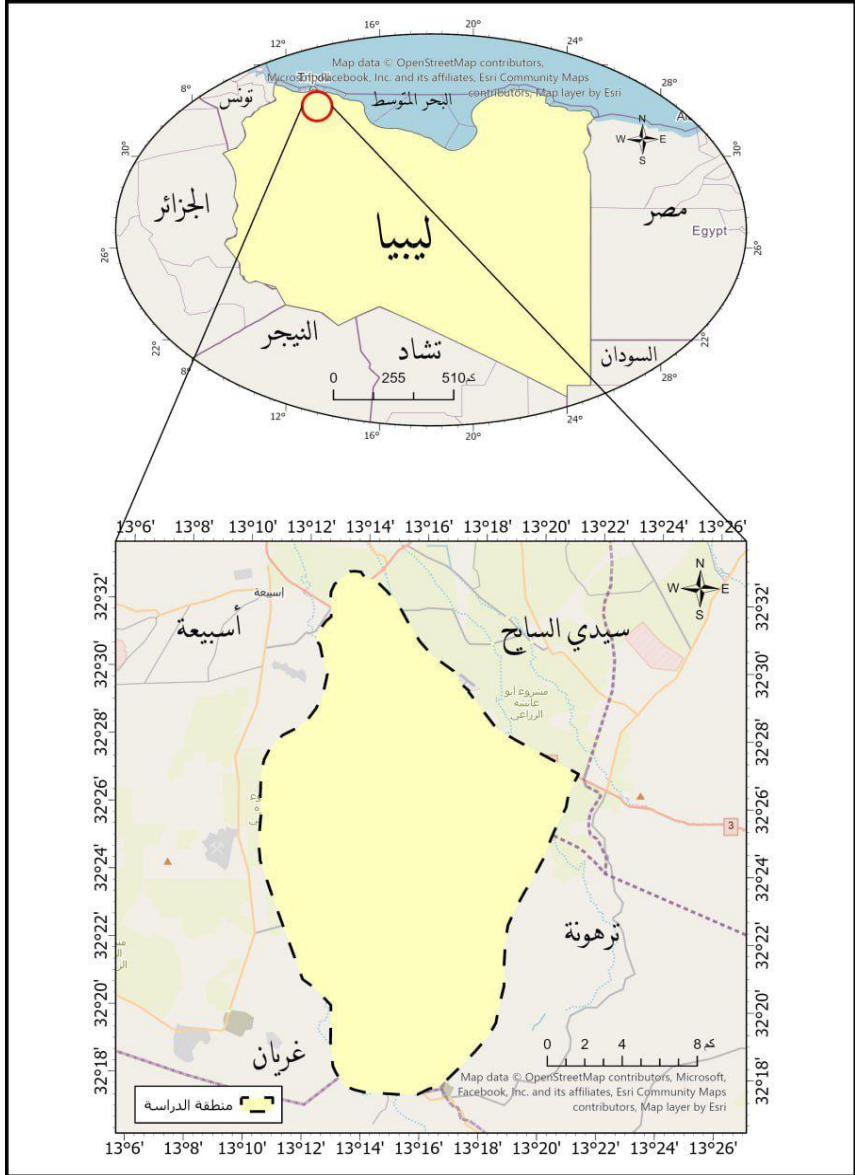 12°
16°
20°
24°
Map data © OpenStreetMap contributors,
Microsoft, Facebook, Inc. and its affiliates, Esri Community Maps
contributors, Map layer by Esri
8°
28°
Tripoli
تونس
البحر المتوسط
N
W E
S
30°
30°
الجزائر
ليبيا
مصر
Egypt
26°
26°
النيجر
تشاد
السودان
22°
22°
0 255 510 كم
8°
28°
12°
16°
20°
24°
13°6' 13°8' 13°10' 13°12' 13°14' 13°16' 13°18' 13°20' 13°22' 13°24' 13°26'
N
W E
S
32°32' 32°32'
إسبيعة
أسبيعة
سيدي السايح
32°30' 32°30'
مشروع أبو
عائشة
الزراعي
32°28' 32°28'
32°26' 32°26'
3
32°24' 32°24'
32°22' 32°22'
ترهونة
32°20' 32°20'
غريان
0 2 4 8 كم
32°18' 32°18'
Map data © OpenStreetMap contributors, Microsoft,
Facebook, Inc. and its affiliates, Esri Community Maps
contributors, Map layer by Esri
منطقة الدراسة
13°6' 13°8' 13°10' 13°12' 13°14' 13°16' 13°18' 13°20' 13°22' 13°24' 13°26'